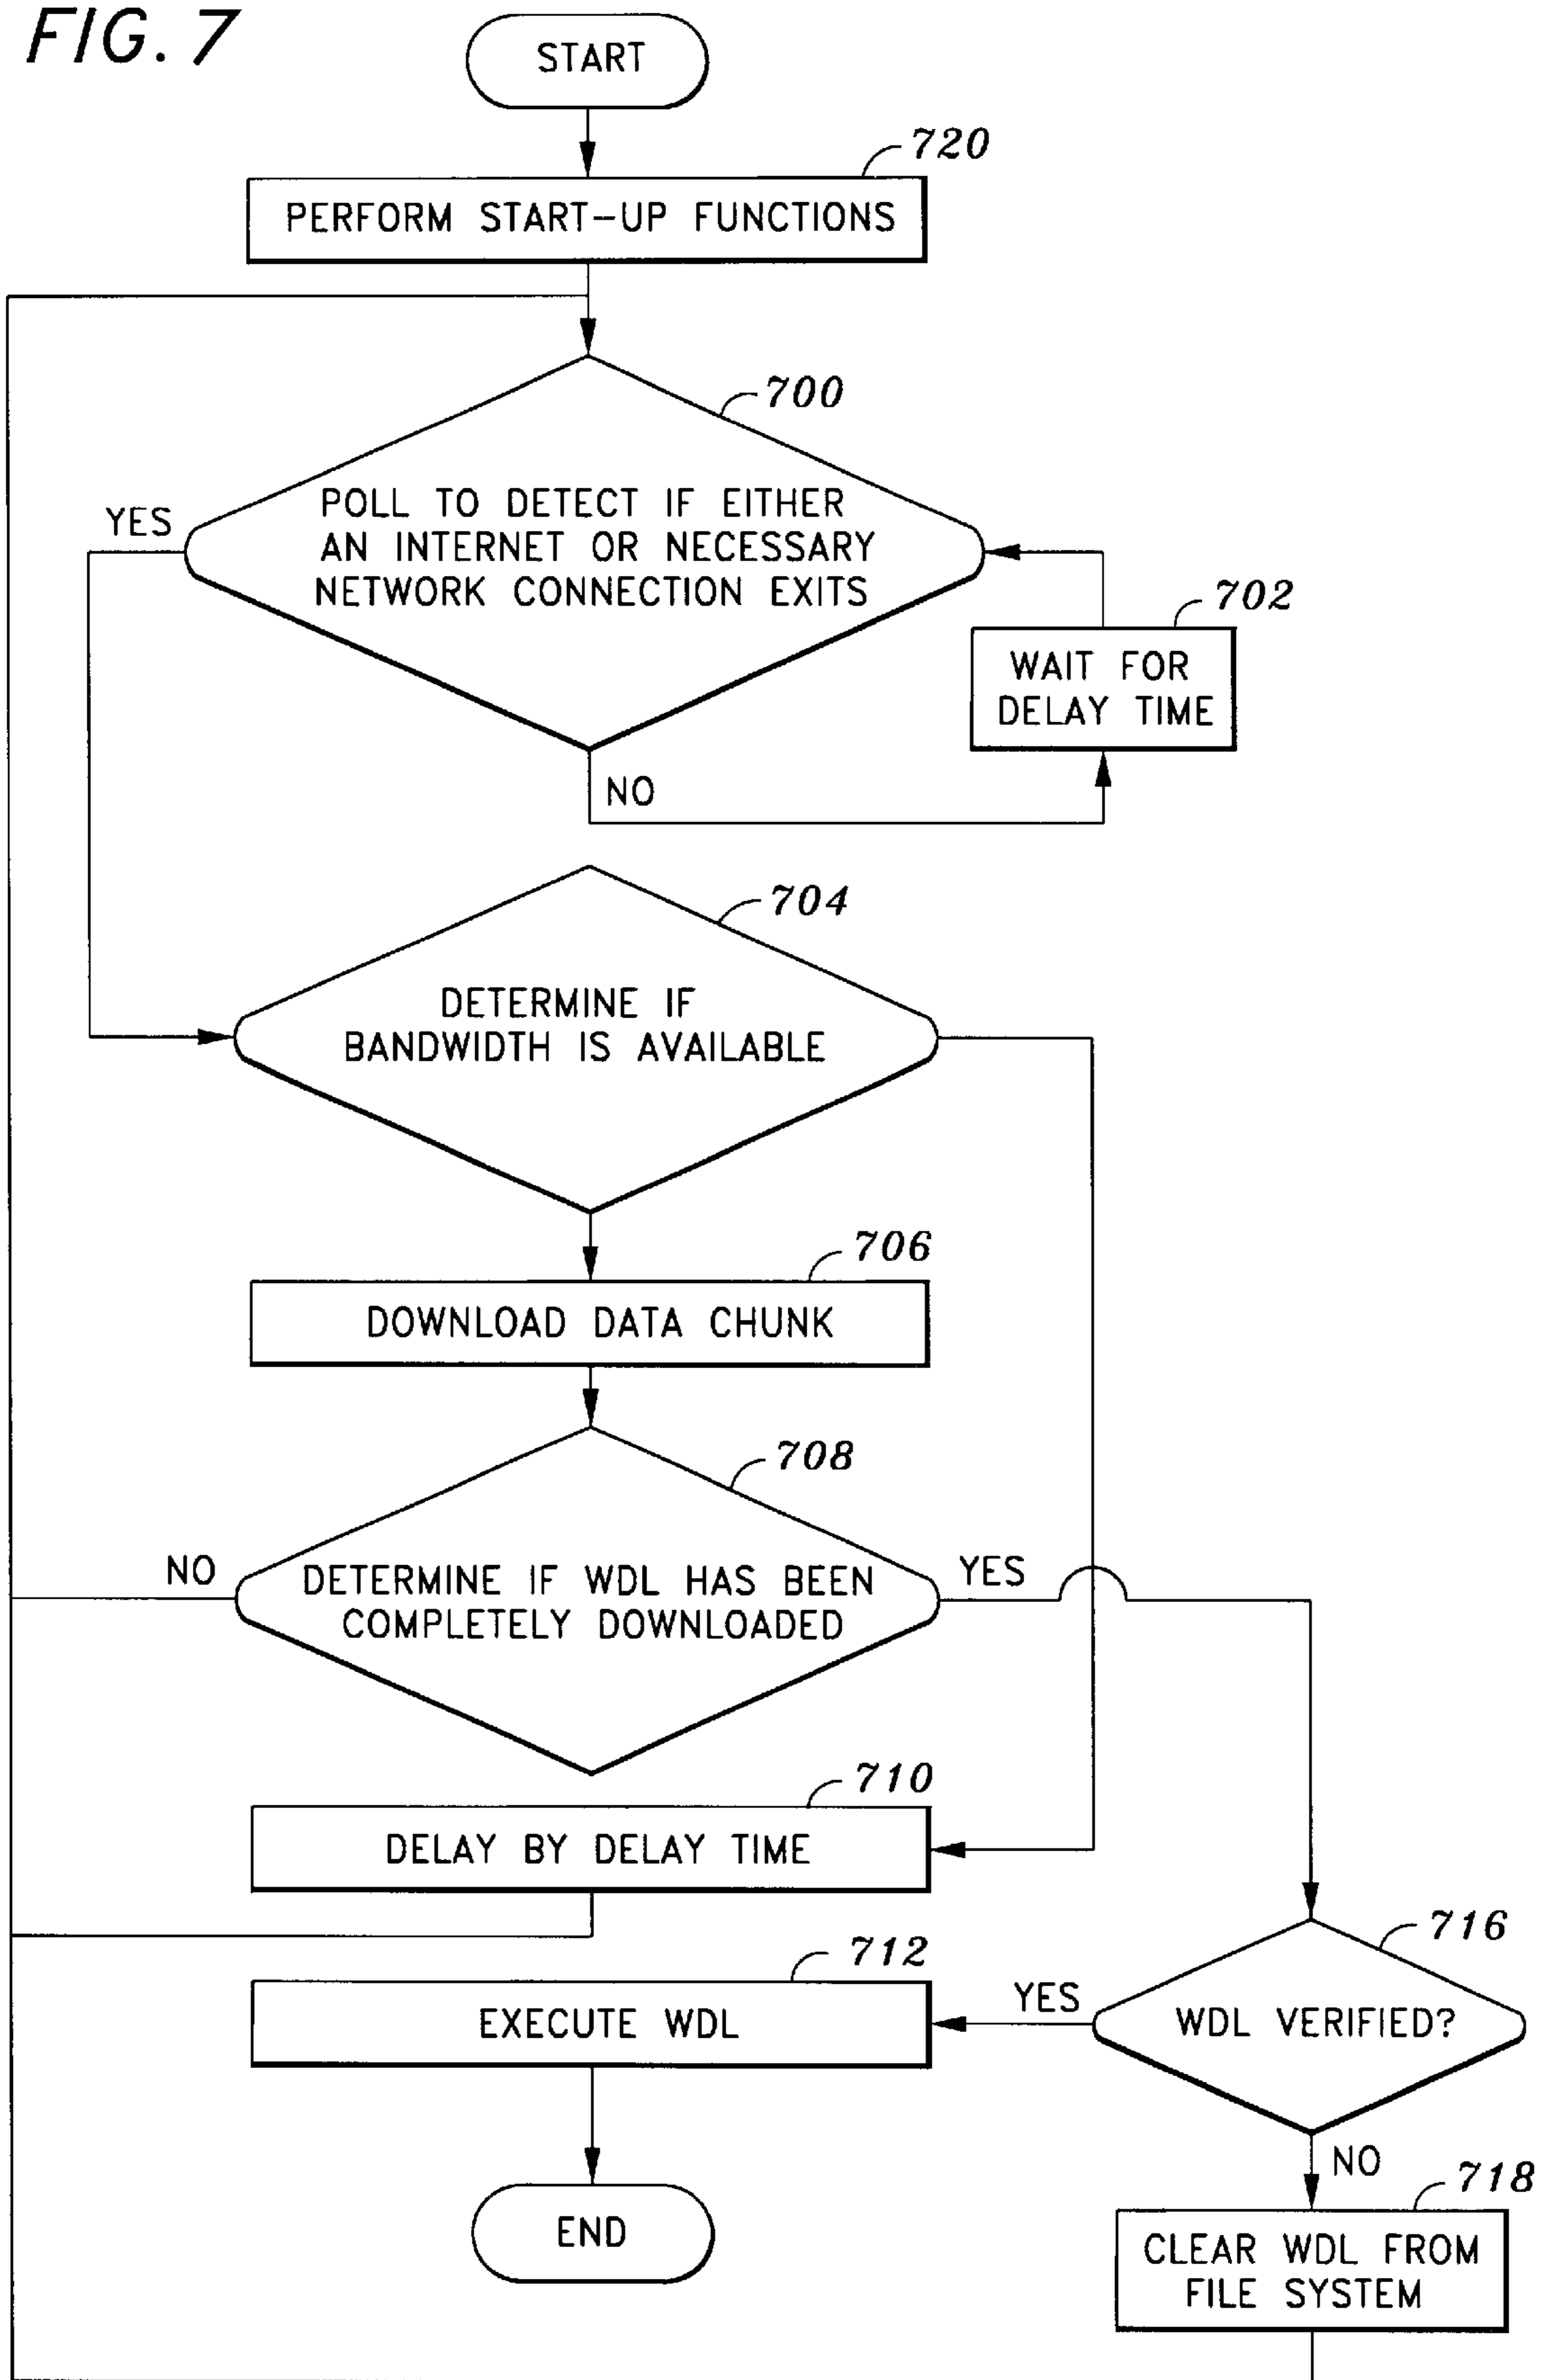 FIG. 7
START
720
PERFORM START-UP FUNCTIONS
700
POLL TO DETECT IF EITHER
AN INTERNET OR NECESSARY
NETWORK CONNECTION EXITS
YES
702
WAIT FOR
DELAY TIME
NO
704
DETERMINE IF
BANDWIDTH IS AVAILABLE
706
DOWNLOAD DATA CHUNK
708
NO
DETERMINE IF WDL HAS BEEN
COMPLETELY DOWNLOADED
YES
710
DELAY BY DELAY TIME
716
712
EXECUTE WDL
YES
WDL VERIFIED?
NO
718
END
CLEAR WDL FROM
FILE SYSTEM